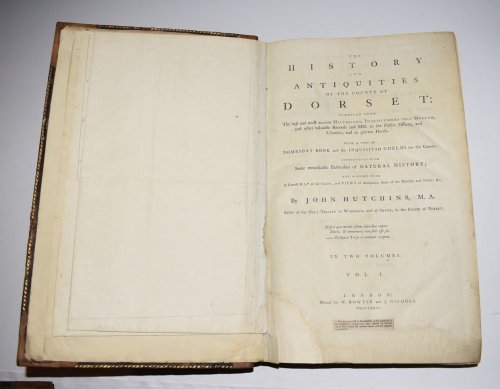 THE
HISTORY
AND
ANTIQUITIES
OF THE COUNTY OF
DORSET:
COMPILED FROM
The best and most ancient HISTORIANS, INQUISITIONES POST MORTEM,
and other valuable Records and MSS. in the Public Offices, and
Libraries, and in private Hands.
WITH A COPY OF
DOMESDAY BOOK and the INQUISITIO GHELDI for the County:
INTERSPERSED WITH
Some remarkable Particulars of NATURAL HISTORY;
AND ADORNED WITH
A Correct MAP of the County, and VIEWS of Antiquities, Seats of the Nobility and Gentry, &c.
By JOHN HUTCHINS, M.A.
Rector of the HOLY TRINITY in WAREHAM, and of SWYRE, in the County of DORSET.
IN TWO VOLUMES.
VOL. I.
LONDON:
Printed by W. BOWYER and J. NICHOLS.
MDCCLXXIV.